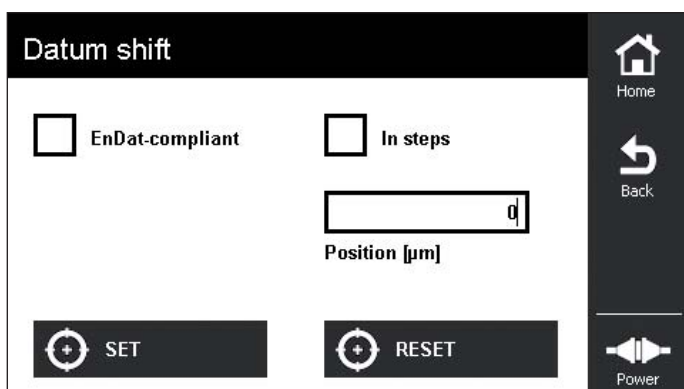 Datum shift
Home
EnDat-compliant
In steps
Back
0
Position [µm]
SET
RESET
Power